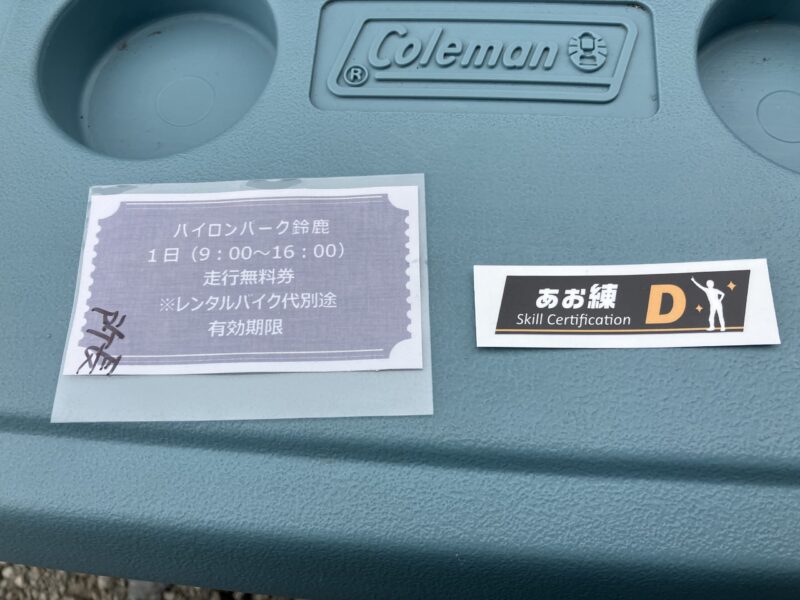 Coleman
®
パイロンパーク鈴鹿
1日（9：00～16：00）
走行無料券
※レンタルバイク代別途
有効期限
所長
あお練
Skill Certification
D